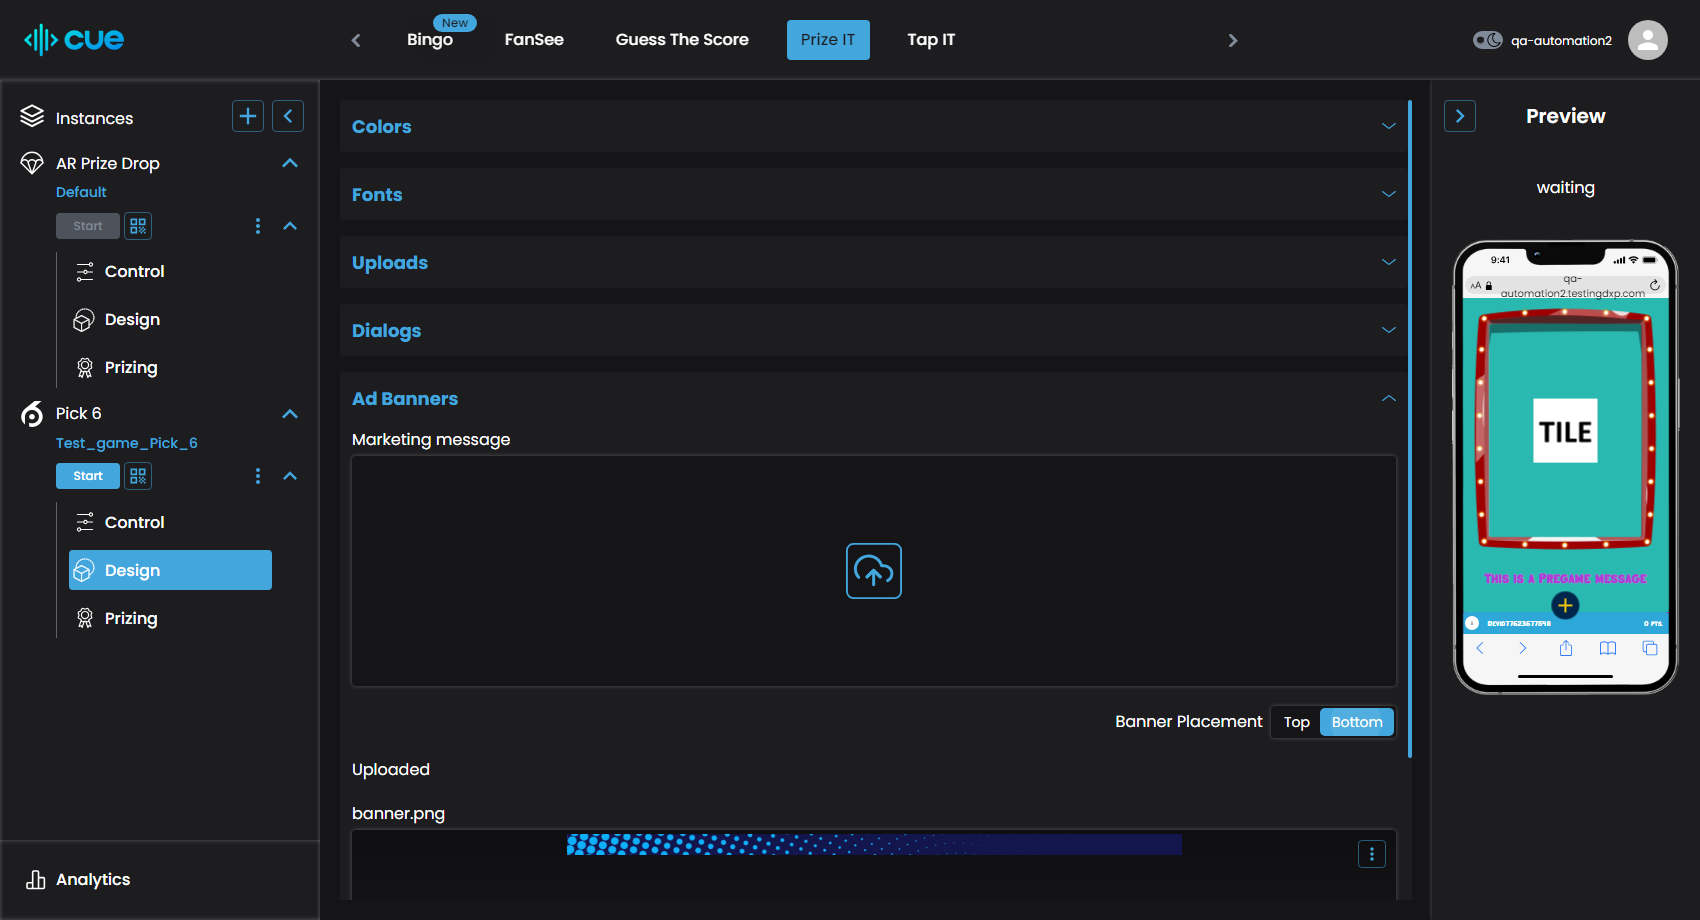 cue
New
Bingo
FanSee
Guess The Score
Prize IT
Tap IT
qa-automation2
Instances
AR Prize Drop
Default
Start
Control
Design
Prizing
Pick 6
Test_game_Pick_6
Start
Control
Design
Prizing
Analytics
Colors
Fonts
Uploads
Dialogs
Ad Banners
Marketing message
Banner Placement
Top
Bottom
Uploaded
banner.png
Preview
waiting
9:41
AA
qa-
automation2.testingdxp.com
TILE
THIS IS A PREGAME MESSAGE
0 PTS.